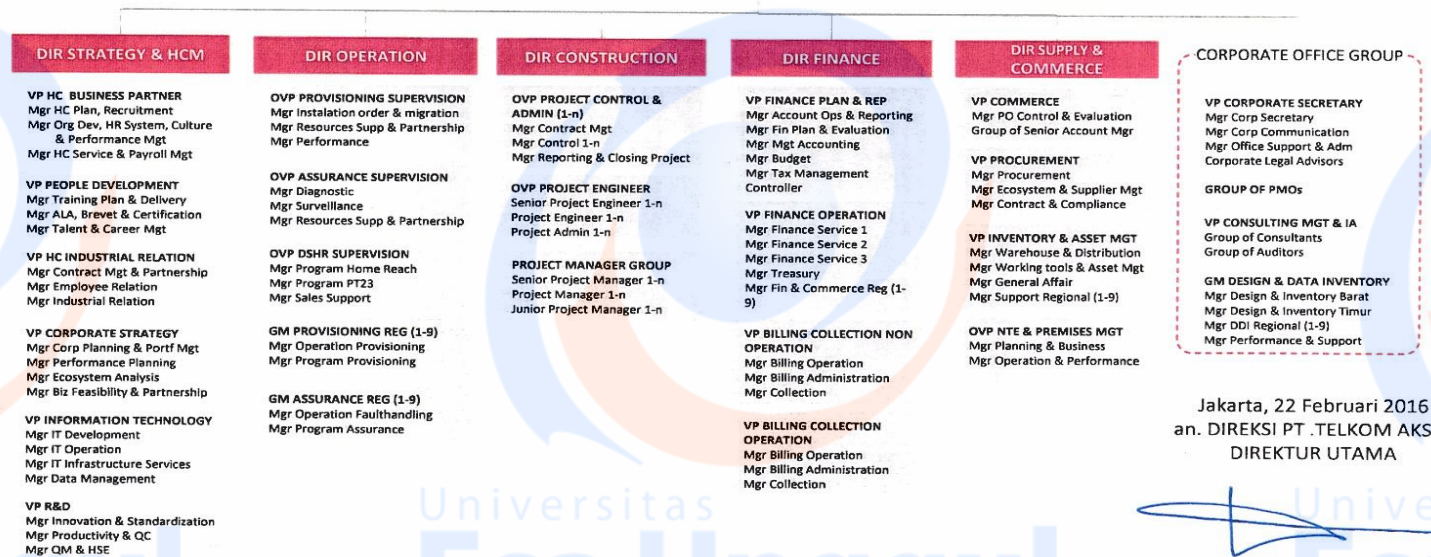 DIR STRATEGY & HCM
VP HC BUSINESS PARTNER
Mgr HC Plan, Recruitment
Mgr Org Dev, HR System, Culture
& Performance Mgt
Mgr HC Service & Payroll Mgt
VP PEOPLE DEVELOPMENT
Mgr Training Plan & Delivery
Mgr ALA, Brevet & Certification
Mgr Talent & Career Mgt
VP HC INDUSTRIAL RELATION
Mgr Contract Mgt & Partnership
Mgr Employee Relation
Mgr Industrial Relation
VP CORPORATE STRATEGY
Mgr Corp Planning & Portf Mgt
Mgr Performance Planning
Mgr Ecosystem Analysis
Mgr Biz Feasibility & Partnership
VP INFORMATION TECHNOLOGY
Mgr IT Development
Mgr IT Operation
Mgr IT Infrastructure Services
Mgr Data Management
VP R&D
Mgr Innovation & Standardization
Mgr Productivity & QC
Mgr QM & HSE
DIR OPERATION
OVP PROVISIONING SUPERVISION
Mgr Instalation order & migration
Mgr Resources Supp & Partnership
Mgr Performance
OVP ASSURANCE SUPERVISION
Mgr Diagnostic
Mgr Surveillance
Mgr Resources Supp & Partnership
OVP DSHR SUPERVISION
Mgr Program Home Reach
Mgr Program PT23
Mgr Sales Support
GM PROVISIONING REG (1-9)
Mgr Operation Provisioning
Mgr Program Provisioning
GM ASSURANCE REG (1-9)
Mgr Operation Faulthandling
Mgr Program Assurance
DIR CONSTRUCTION
OVP PROJECT CONTROL &
ADMIN (1-n)
Mgr Contract Mgt
Mgr Control 1-n
Mgr Reporting & Closing Project
OVP PROJECT ENGINEER
Senior Project Engineer 1-n
Project Engineer 1-n
Project Admin 1-n
PROJECT MANAGER GROUP
Senior Project Manager 1-n
Project Manager 1-n
Junior Project Manager 1-n
DIR FINANCE
VP FINANCE PLAN & REP
Mgr Account Ops & Reporting
Mgr Fin Plan & Evaluation
Mgr Mgt Accounting
Mgr Budget
Mgr Tax Management
Controller
VP FINANCE OPERATION
Mgr Finance Service 1
Mgr Finance Service 2
Mgr Finance Service 3
Mgr Treasury
Mgr Fin & Commerce Reg (1-
9)
VP BILLING COLLECTION NON
OPERATION
Mgr Billing Operation
Mgr Billing Administration
Mgr Collection
VP BILLING COLLECTION
OPERATION
Mgr Billing Operation
Mgr Billing Administration
Mgr Collection
DIR SUPPLY &
COMMERCE
VP COMMERCE
Mgr PO Control & Evaluation
Group of Senior Account Mgr
VP PROCUREMENT
Mgr Procurement
Mgr Ecosystem & Supplier Mgt
Mgr Contract & Compliance
VP INVENTORY & ASSET MGT
Mgr Warehouse & Distribution
Mgr Working tools & Asset Mgt
Mgr General Affair
Mgr Support Regional (1-9)
OVP NTE & PREMISES MGT
Mgr Planning & Business
Mgr Operation & Performance
CORPORATE OFFICE GROUP
VP CORPORATE SECRETARY
Mgr Corp Secretary
Mgr Corp Communication
Mgr Office Support & Adm
Corporate Legal Advisors
GROUP OF PMOs
VP CONSULTING MGT & IA
Group of Consultants
Group of Auditors
GM DESIGN & DATA INVENTORY
Mgr Design & Inventory Barat
Mgr Design & Inventory Timur
Mgr DDI Regional (1-9)
Mgr Performance & Support
Jakarta, 22 Februari 2016
an. DIREKSI PT .TELKOM AKS
DIREKTUR UTAMA
Universitas